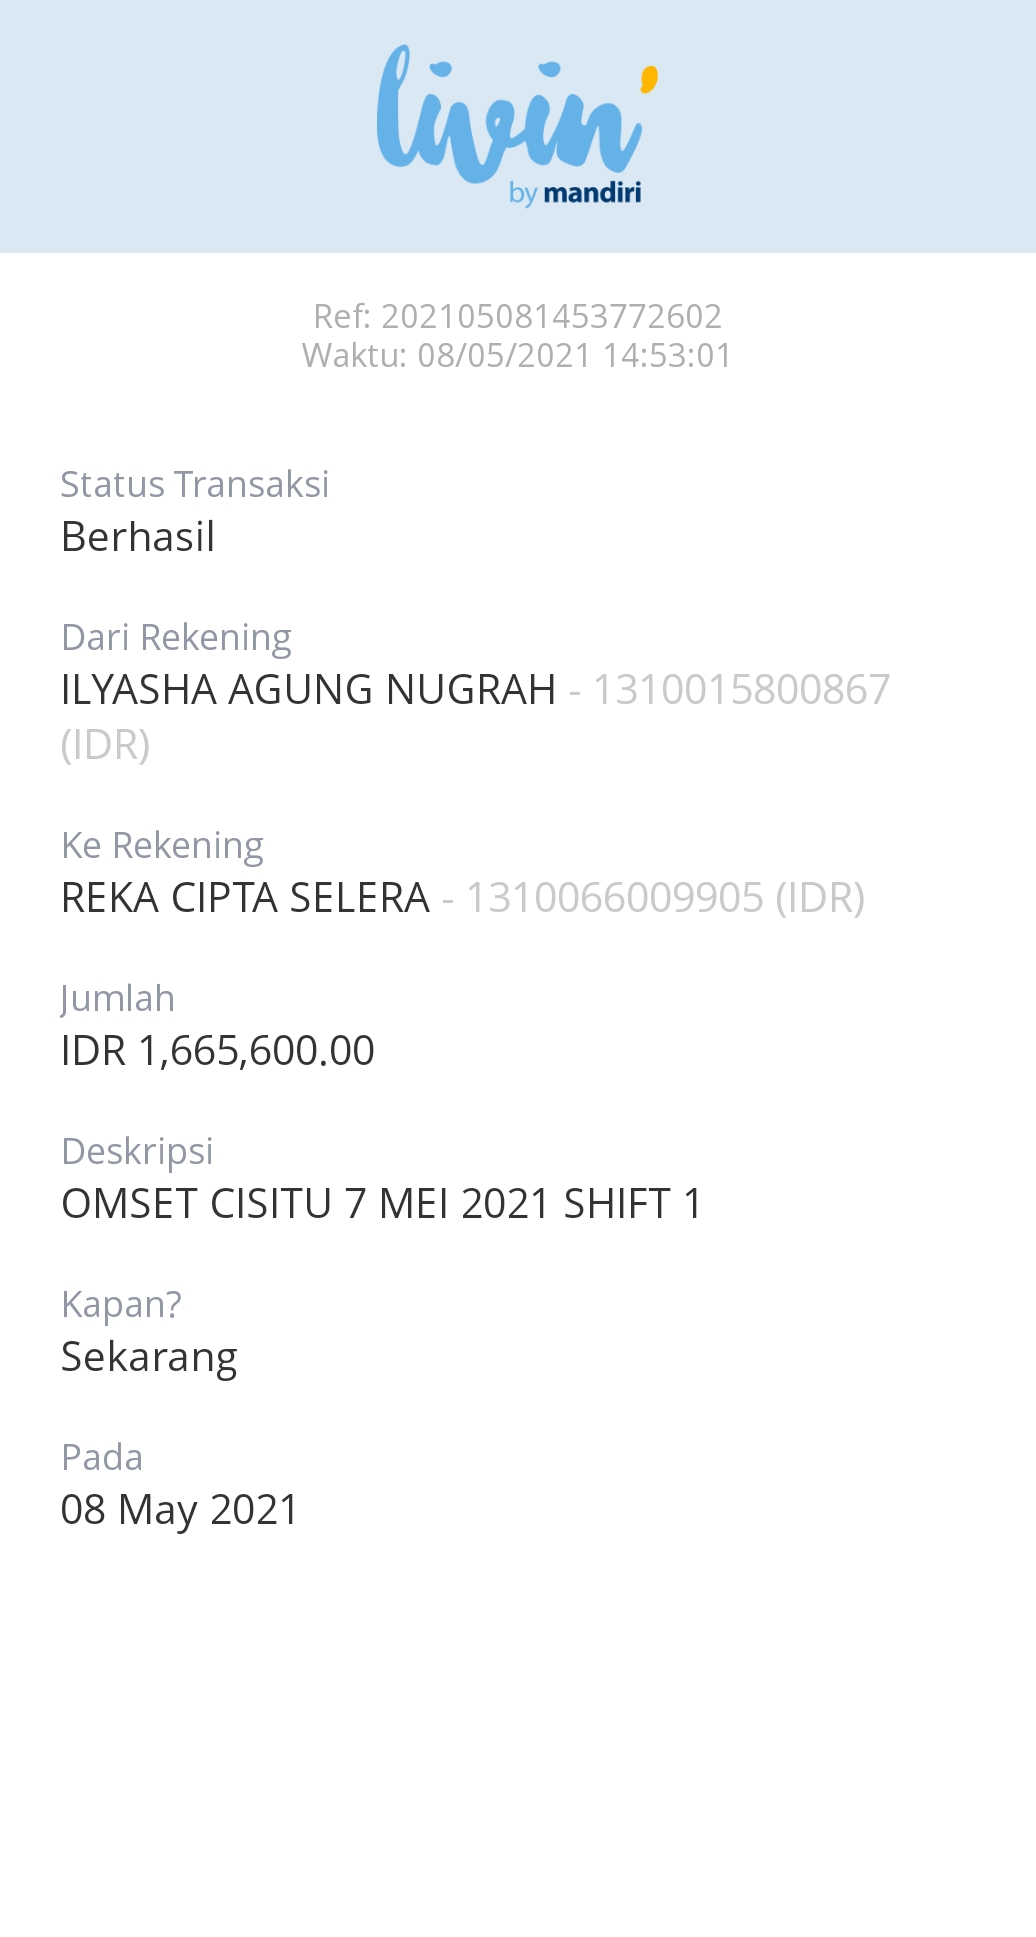 livin'
by mandiri
Ref: 202105081453772602
Waktu: 08/05/2021 14:53:01
Status Transaksi
Berhasil
Dari Rekening
ILYASHA AGUNG NUGRAH - 1310015800867
(IDR)
Ke Rekening
REKA CIPTA SELERA - 1310066009905 (IDR)
Jumlah
IDR 1,665,600.00
Deskripsi
OMSET CISITU 7 MEI 2021 SHIFT 1
Kapan?
Sekarang
Pada
08 May 2021